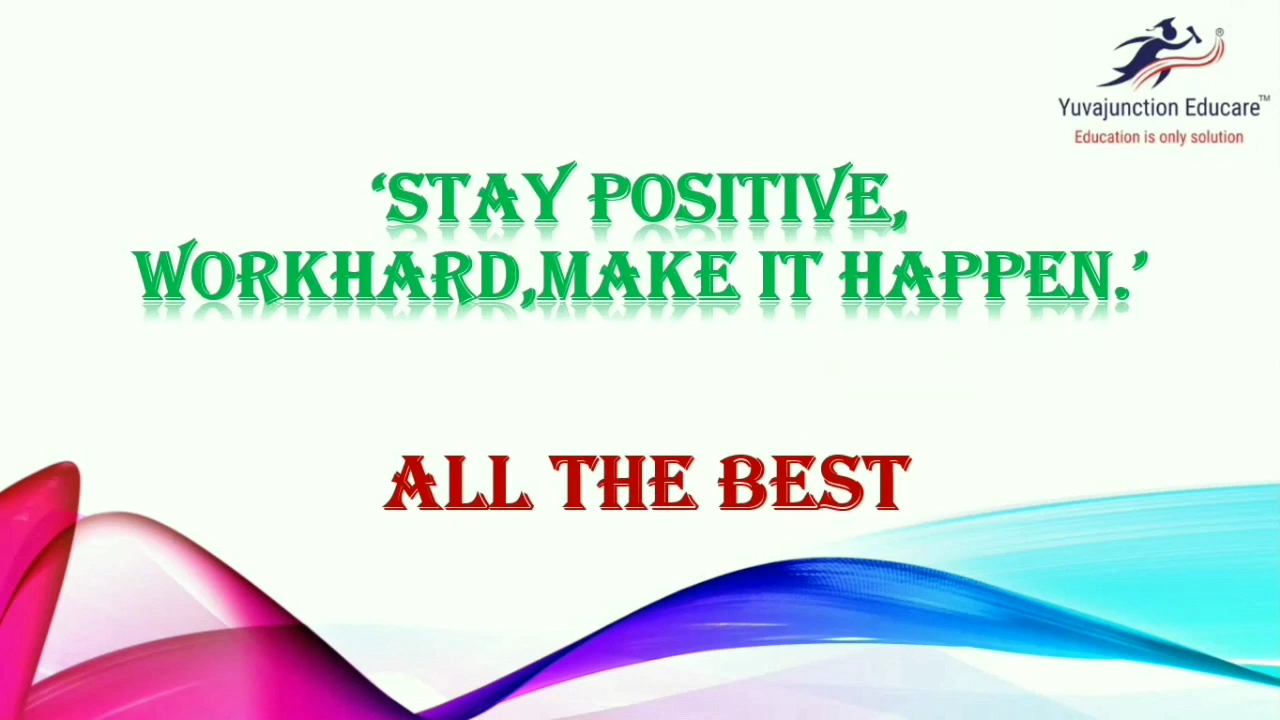 ®
Yuvajunction Educare™
Education is only solution
‘STAY POSITIVE,
WORKHARD,MAKE IT HAPPEN.’
ALL THE BEST